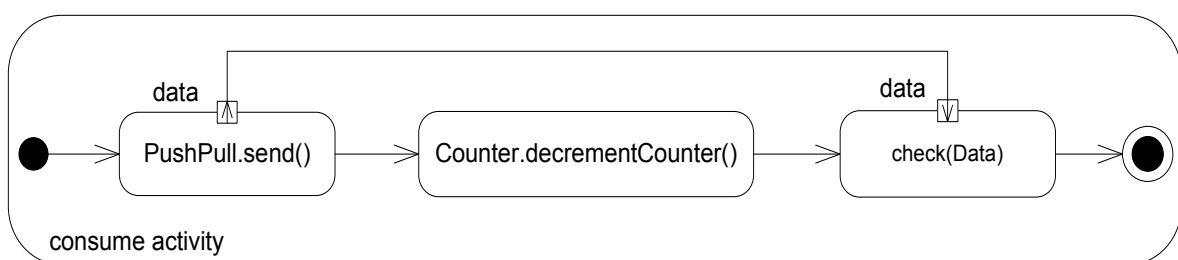 data
data
PushPull.send()
Counter.decrementCounter()
check(Data)
consume activity